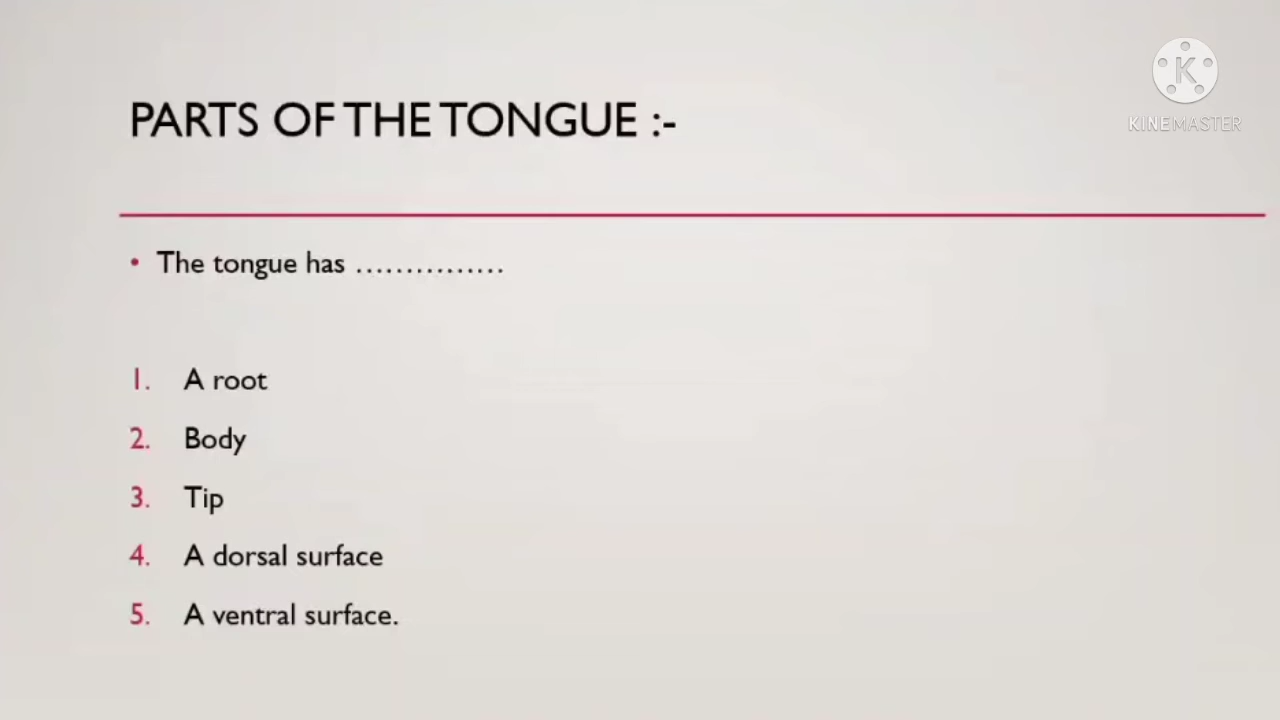 PARTS OF THE TONGUE :-
K
KINEMASTER
• The tongue has ...............
1. A root
2. Body
3. Tip
4. A dorsal surface
5. A ventral surface.